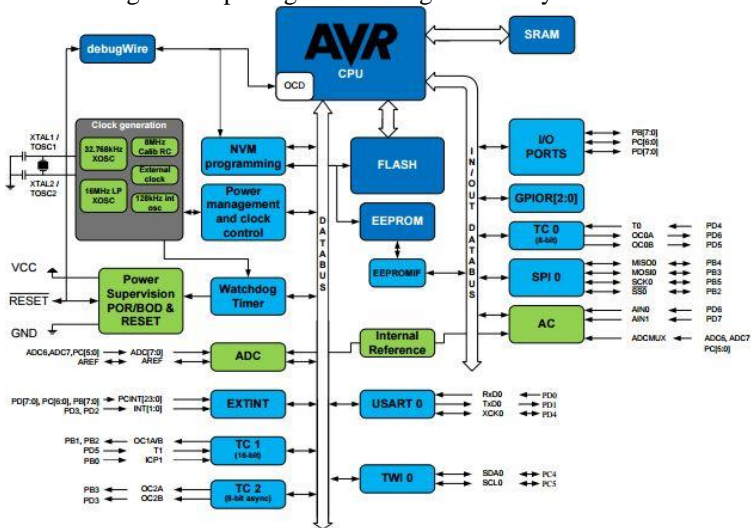 debugWire
AVR
CPU
OCD
SRAM
Clock generation
XTAL1 /
TOSC1
32.768kHz
XOSC
8MHz
Calib RC
External
clock
16MHz LP
XOSC
128kHz int
osc
XTAL2 /
TOSC2
NVM
programming
FLASH
Power
management
and clock
control
EEPROM
EEPROMIF
DATABUS
IN/OUT DATABUS
I/O
PORTS
PB[7:0]
PC[6:0]
PD[7:0]
GPIOR[2:0]
TC 0
(8-bit)
T0 PD4
OC0A PD6
OC0B PD5
SPI 0
MISO0 PB4
MOSI0 PB3
SCK0 PB5
SS0 PB2
AC
AIN0 PD6
AIN1 PD7
ADCMUX ADC6, ADC7
PC[5:0]
VCC
RESET
GND
Power
Supervision
POR/BOD &
RESET
Watchdog
Timer
Internal
Reference
ADC6,ADC7,PC[5:0] ADC[7:0]
AREF AREF
ADC
PD[7:0], PC[6:0], PB[7:0] PCINT[23:0]
PD3, PD2 INT[1:0]
EXTINT
USART 0
RxD0 PD0
TxD0 PD1
XCK0 PD4
PB1, PB2 OC1A/B
PD5 T1
PB0 ICP1
TC 1
(16-bit)
TWI 0
SDA0 PC4
SCL0 PC5
PB3 OC2A
PD3 OC2B
TC 2
(8-bit async)